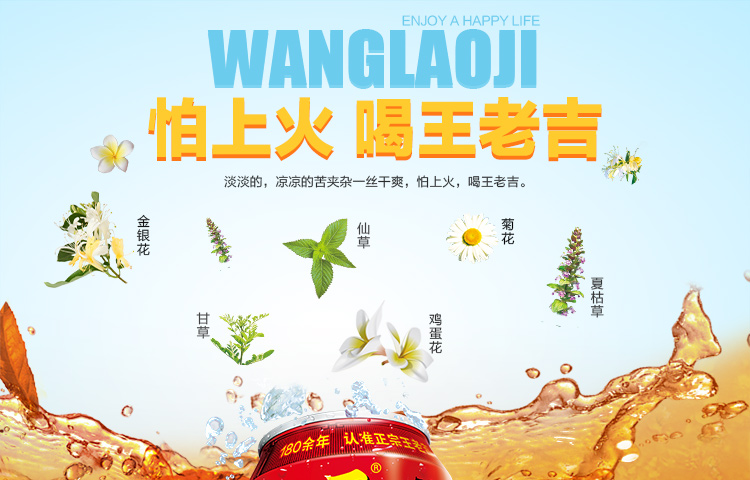 ENJOY A HAPPY LIFE
WANGLAOJI
怕上火 喝王老吉
淡淡的，凉凉的苦夹杂一丝干爽，怕上火，喝王老吉。
金银花
仙草
菊花
夏枯草
甘草
鸡蛋花
180余年 认准正宗王老
®